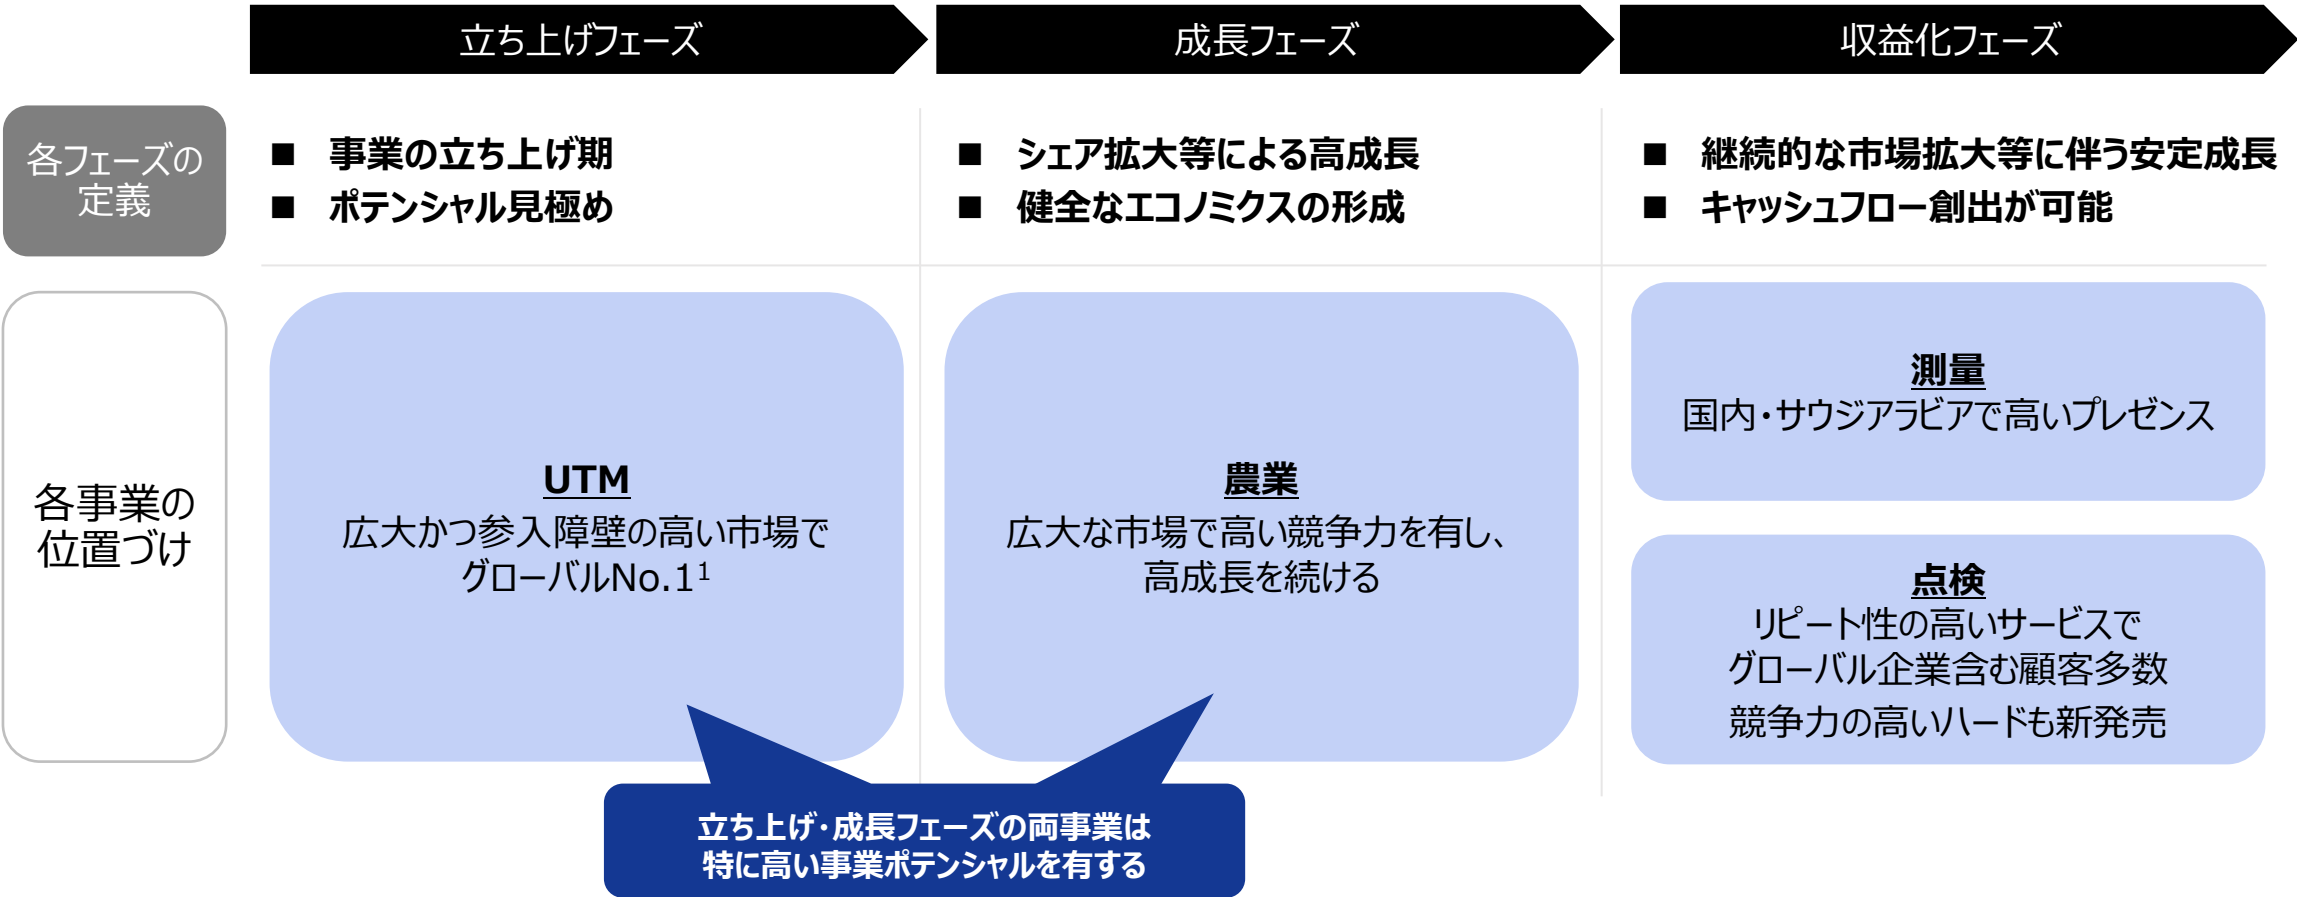 立ち上げフェーズ
成長フェーズ
収益化フェーズ
各フェーズの
定義
■ 事業の立ち上げ期
■ ポテンシャル見極め
■ シェア拡大等による高成長
■ 健全なエコノミクスの形成
■ 継続的な市場拡大等に伴う安定成長
■ キャッシュフロー創出が可能
各事業の
位置づけ
UTM
広大かつ参入障壁の高い市場で
グローバルNo.1¹
農業
広大な市場で高い競争力を有し、
高成長を続ける
測量
国内・サウジアラビアで高いプレゼンス
点検
リピート性の高いサービスで
グローバル企業含む顧客多数
競争力の高いハードも新発売
立ち上げ・成長フェーズの両事業は
特に高い事業ポテンシャルを有する